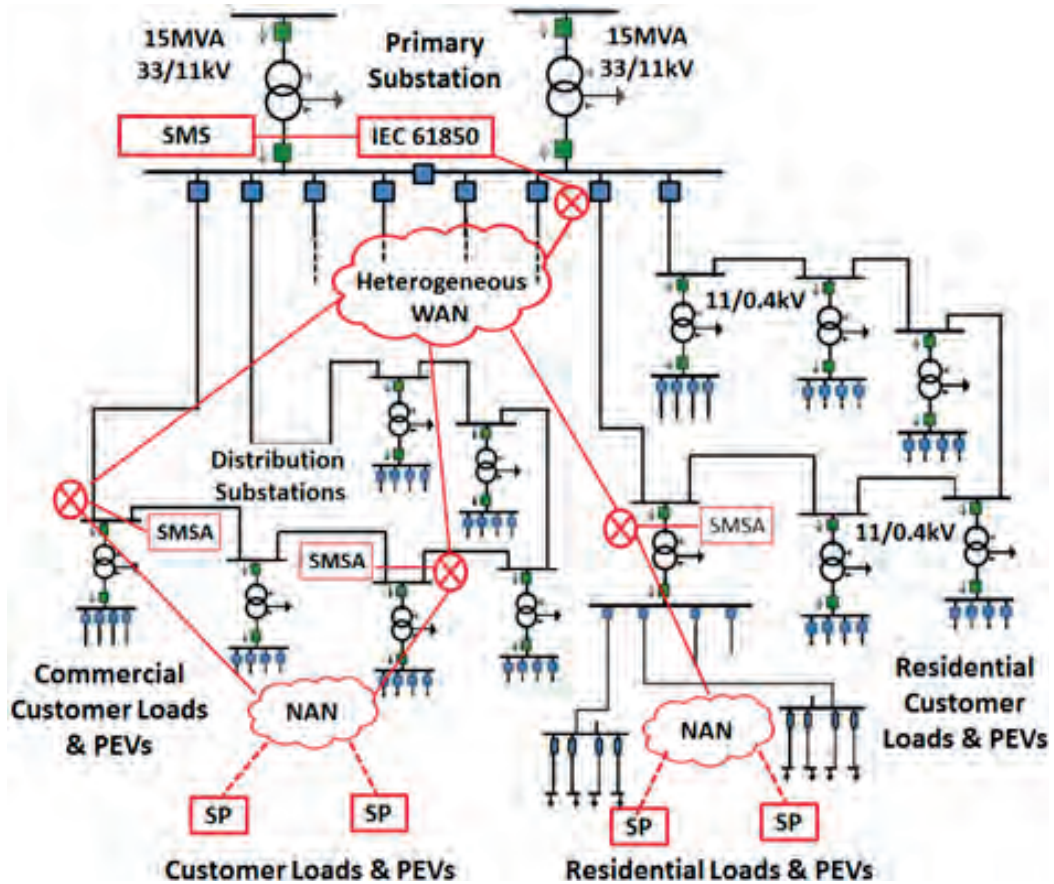 15MVA
33/11kV
Primary
Substation
15MVA
33/11kV
SMS
IEC 61850
Heterogeneous
WAN
11/0.4kV
Distribution
Substations
SMSA
SMSA
SMSA
11/0.4kV
Commercial
Customer Loads
& PEVs
NAN
NAN
Residential
Customer
Loads & PEVs
SP
SP
SP
SP
Customer Loads & PEVs
Residential Loads & PEVs